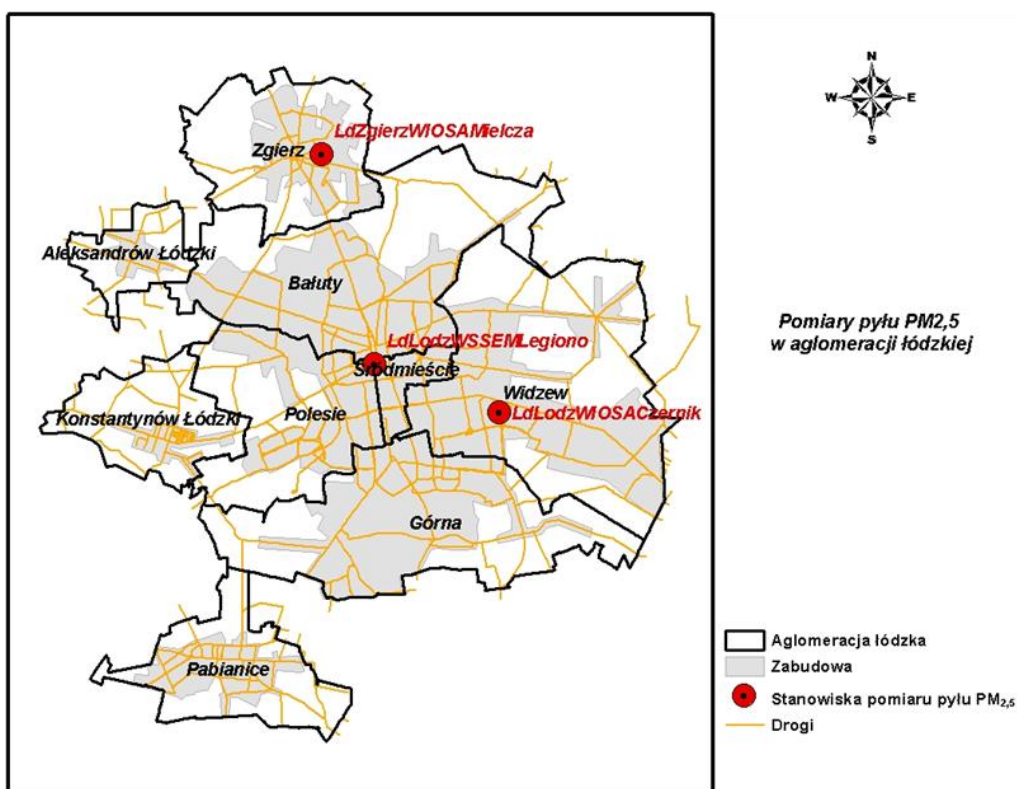 N
W E
S
LdZgierzWIOSAMielcza
Zgierz
Aleksandrów Łódzki
Bałuty
Pomiary pyłu PM2,5
w aglomeracji łódzkiej
LdLodzWSSEMLegiono
Śródmieście
Widzew
Konstantynów Łódzki
Polesie
LdLodzWIOSACzernik
Górna
Pabianice
Aglomeracja łódzka
Zabudowa
Stanowiska pomiaru pyłu PM2,5
Drogi